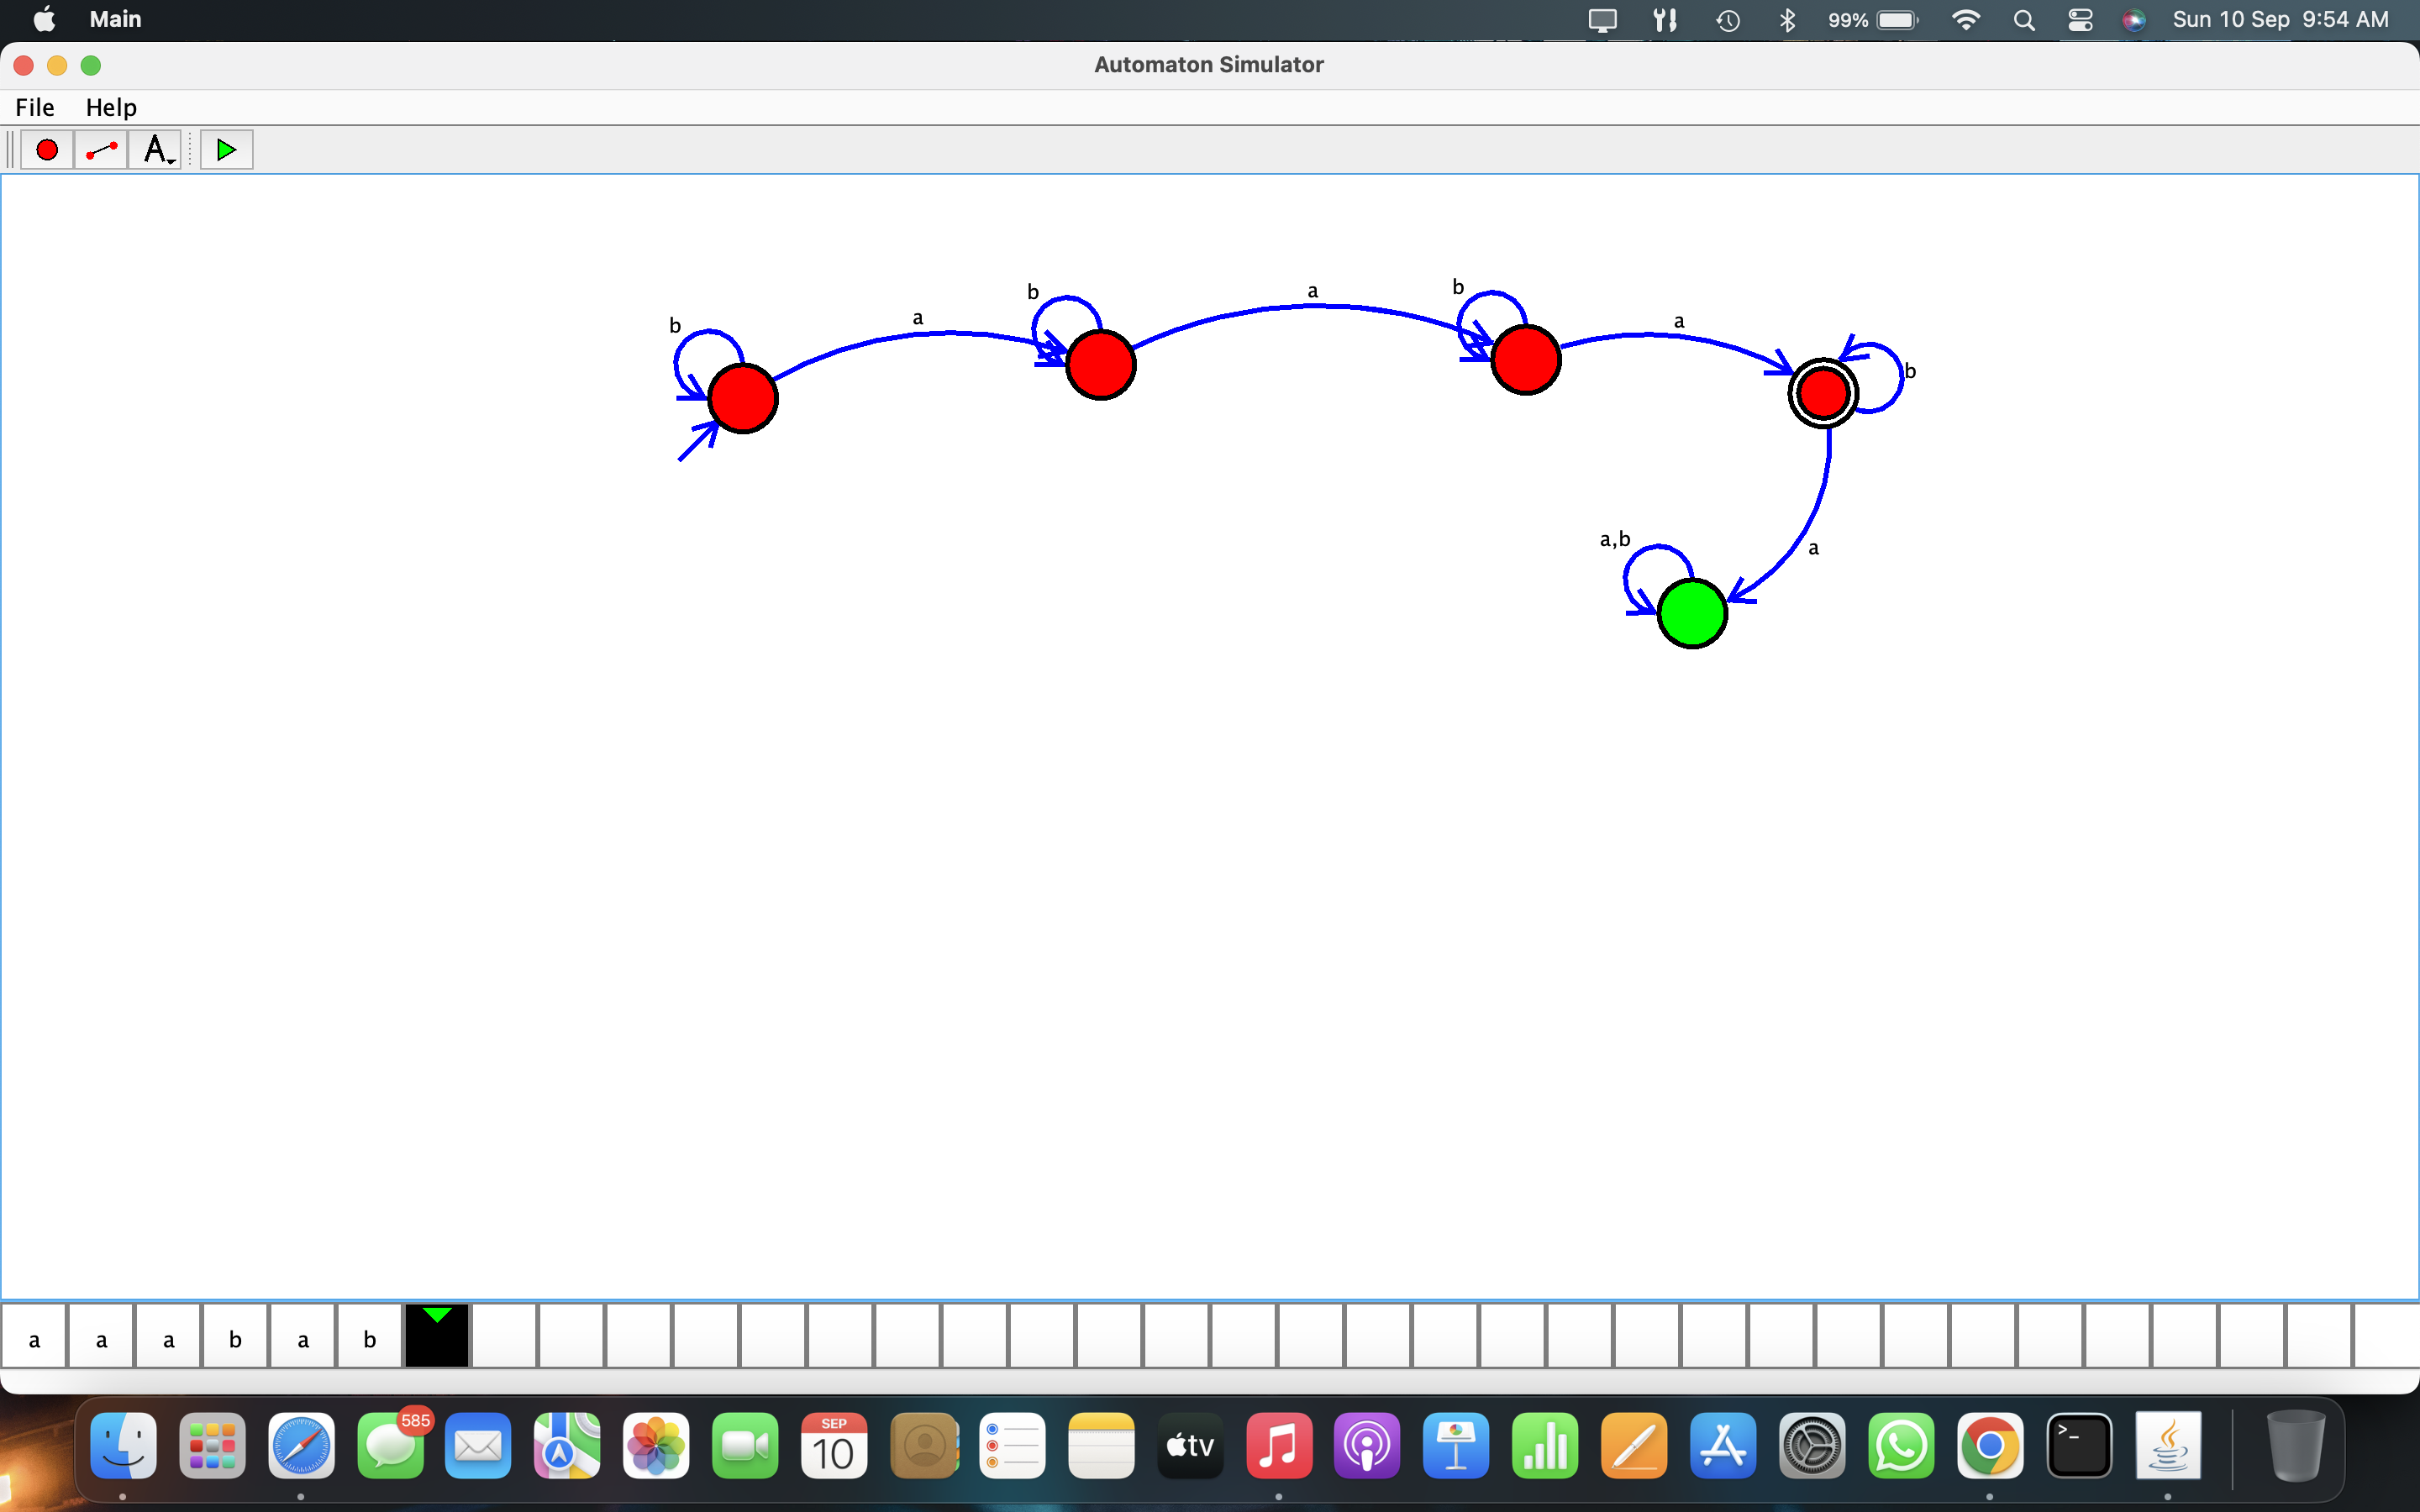 Main
99%
Sun 10 Sep 9:54 AM
Automaton Simulator
File Help
A
b
a
b
a
b
a
b
a
a,b
a a a b a b
585
SEP
10
tv
>_